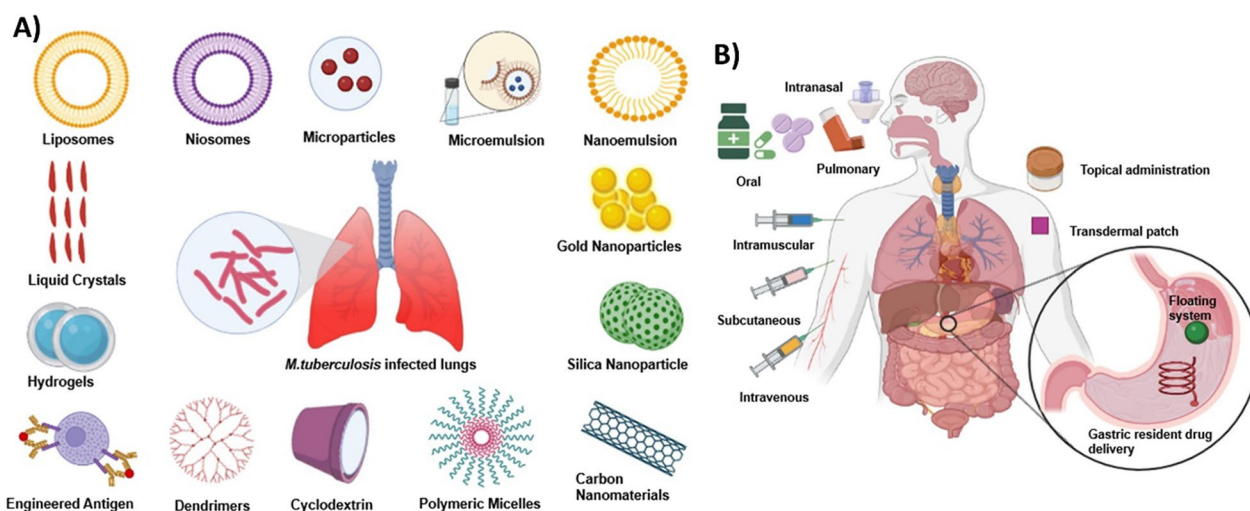 A)
Liposomes
Niosomes
Microparticles
Microemulsion
Nanoemulsion
Liquid Crystals
Gold Nanoparticles
Hydrogels
M.tuberculosis infected lungs
Silica Nanoparticle
Engineered Antigen
Dendrimers
Cyclodextrin
Polymeric Micelles
Carbon
Nanomaterials
B)
Intranasal
Oral
Pulmonary
Topical administration
Intramuscular
Transdermal patch
Subcutaneous
Intravenous
Floating
system
Gastric resident drug
delivery